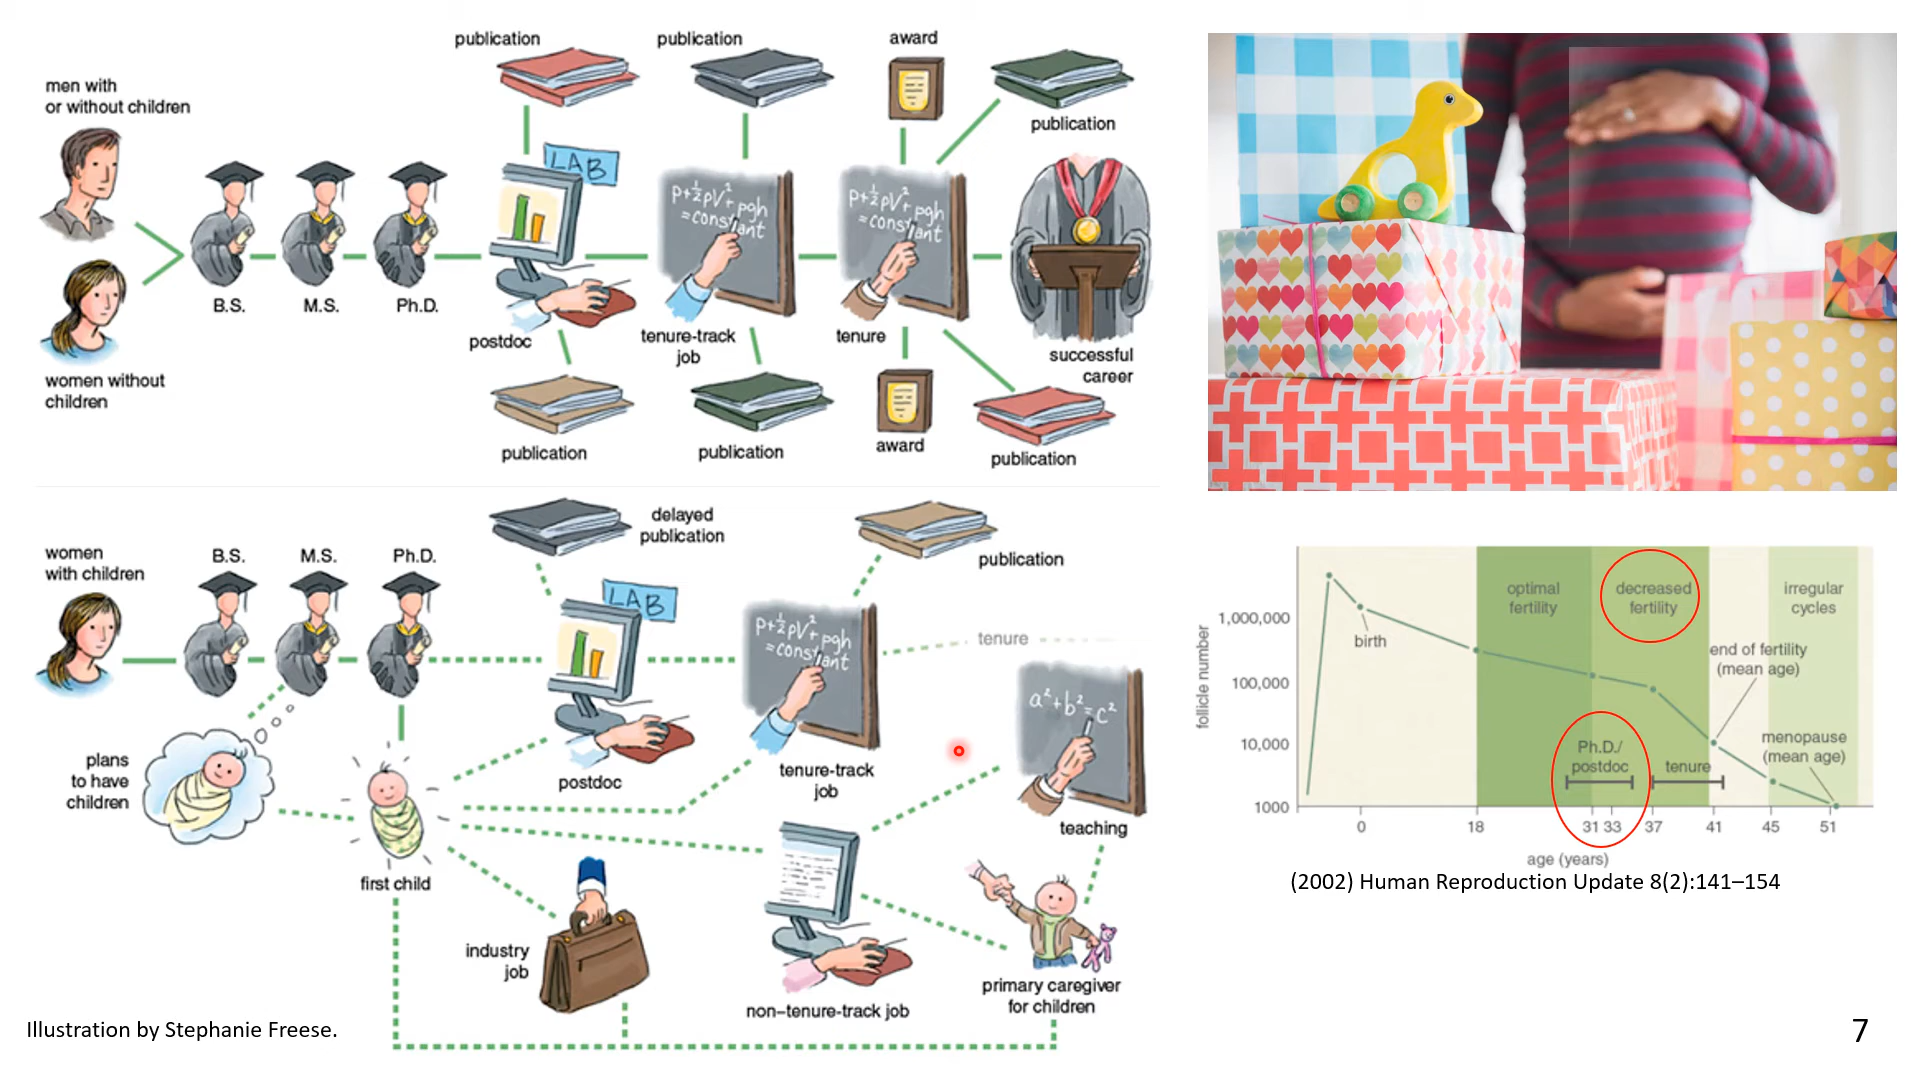 publication
publication
award
men with
or without children
publication
LAB
p+½pV²+pgh
=constant
p+½pV²+pgh
=constant
B.S.
M.S.
Ph.D.
postdoc
tenure-track
job
tenure
successful
career
women without
children
publication
publication
award
publication
delayed
publication
publication
women
with children
B.S.
M.S.
Ph.D.
LAB
p+½pV²+pgh
=constant
tenure
a²+b²=c²
plans
to have
children
postdoc
tenure-track
job
teaching
first child
industry
job
non–tenure-track job
primary caregiver
for children
Illustration by Stephanie Freese.
optimal
fertility
decreased
fertility
irregular
cycles
follicle number
1,000,000
100,000
10,000
1000
birth
end of fertility
(mean age)
menopause
(mean age)
Ph.D./
postdoc
tenure
0
18
31
33
37
41
45
51
age (years)
(2002) Human Reproduction Update 8(2):141–154
7